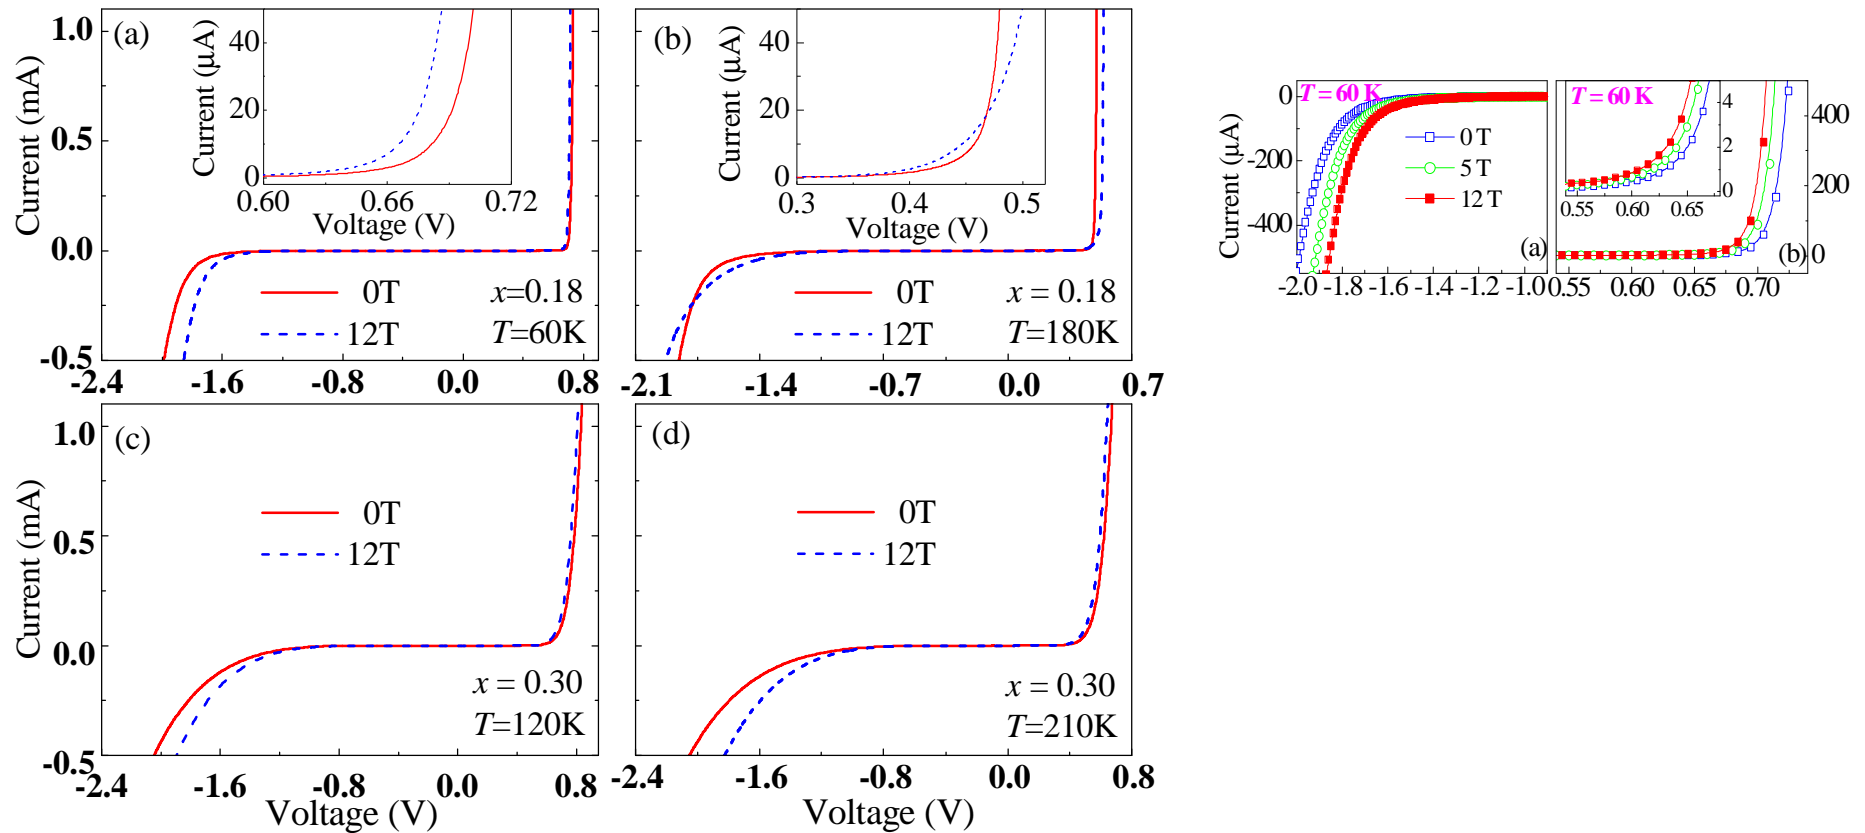 (a)
1.0
0.5
0.0
-0.5
Current (mA)
40
20
0
Current (μA)
0.60
0.66
0.72
Voltage (V)
0T
12T
x=0.18
T=60K
-2.4
-1.6
-0.8
0.0
0.8
(b)
40
20
0
Current (μA)
0.3
0.4
0.5
Voltage (V)
0T
12T
x = 0.18
T=180K
-2.1
-1.4
-0.7
0.0
0.7
(c)
1.0
0.5
0.0
-0.5
Current (mA)
0T
12T
x = 0.30
T=120K
-2.4
-1.6
-0.8
0.0
0.8
Voltage (V)
(d)
0T
12T
x = 0.30
T=210K
-2.4
-1.6
-0.8
0.0
0.8
Voltage (V)
T = 60 K
0
-200
-400
Current (μA)
0 T
5 T
12 T
(a)
-2.0
-1.8
-1.6
-1.4
-1.2
-1.0
T = 60 K
4
2
0
0.55
0.60
0.65
400
200
0
(b)
0.55
0.60
0.65
0.70